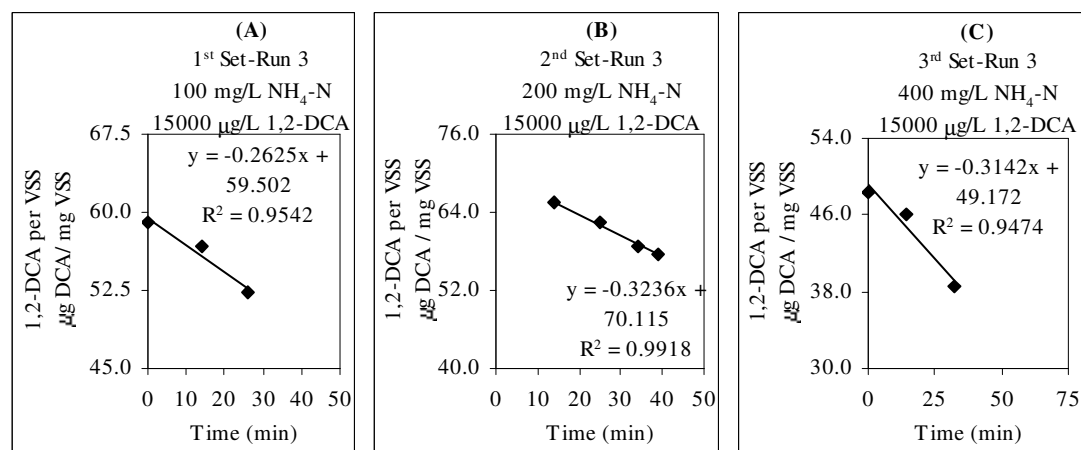 (A)
1st Set-Run 3
100 mg/L NH4-N
15000 µg/L 1,2-DCA
67.5
60.0
52.5
45.0
y = -0.2625x +
59.502
R2 = 0.9542
0 10 20 30 40 50
Time (min)
1,2-DCA per VSS
µg DCA/ mg VSS
(B)
2nd Set-Run 3
200 mg/L NH4-N
15000 µg/L 1,2-DCA
76.0
64.0
52.0
40.0
y = -0.3236x +
70.115
R2 = 0.9918
0 10 20 30 40 50
Time (min)
1,2-DCA per VSS
µg DCA / mg VSS
(C)
3rd Set-Run 3
400 mg/L NH4-N
15000 µg/L 1,2-DCA
54.0
46.0
38.0
30.0
y = -0.3142x +
49.172
R2 = 0.9474
0 25 50 75
Time (min)
1,2-DCA per VSS
µg DCA / mg VSS